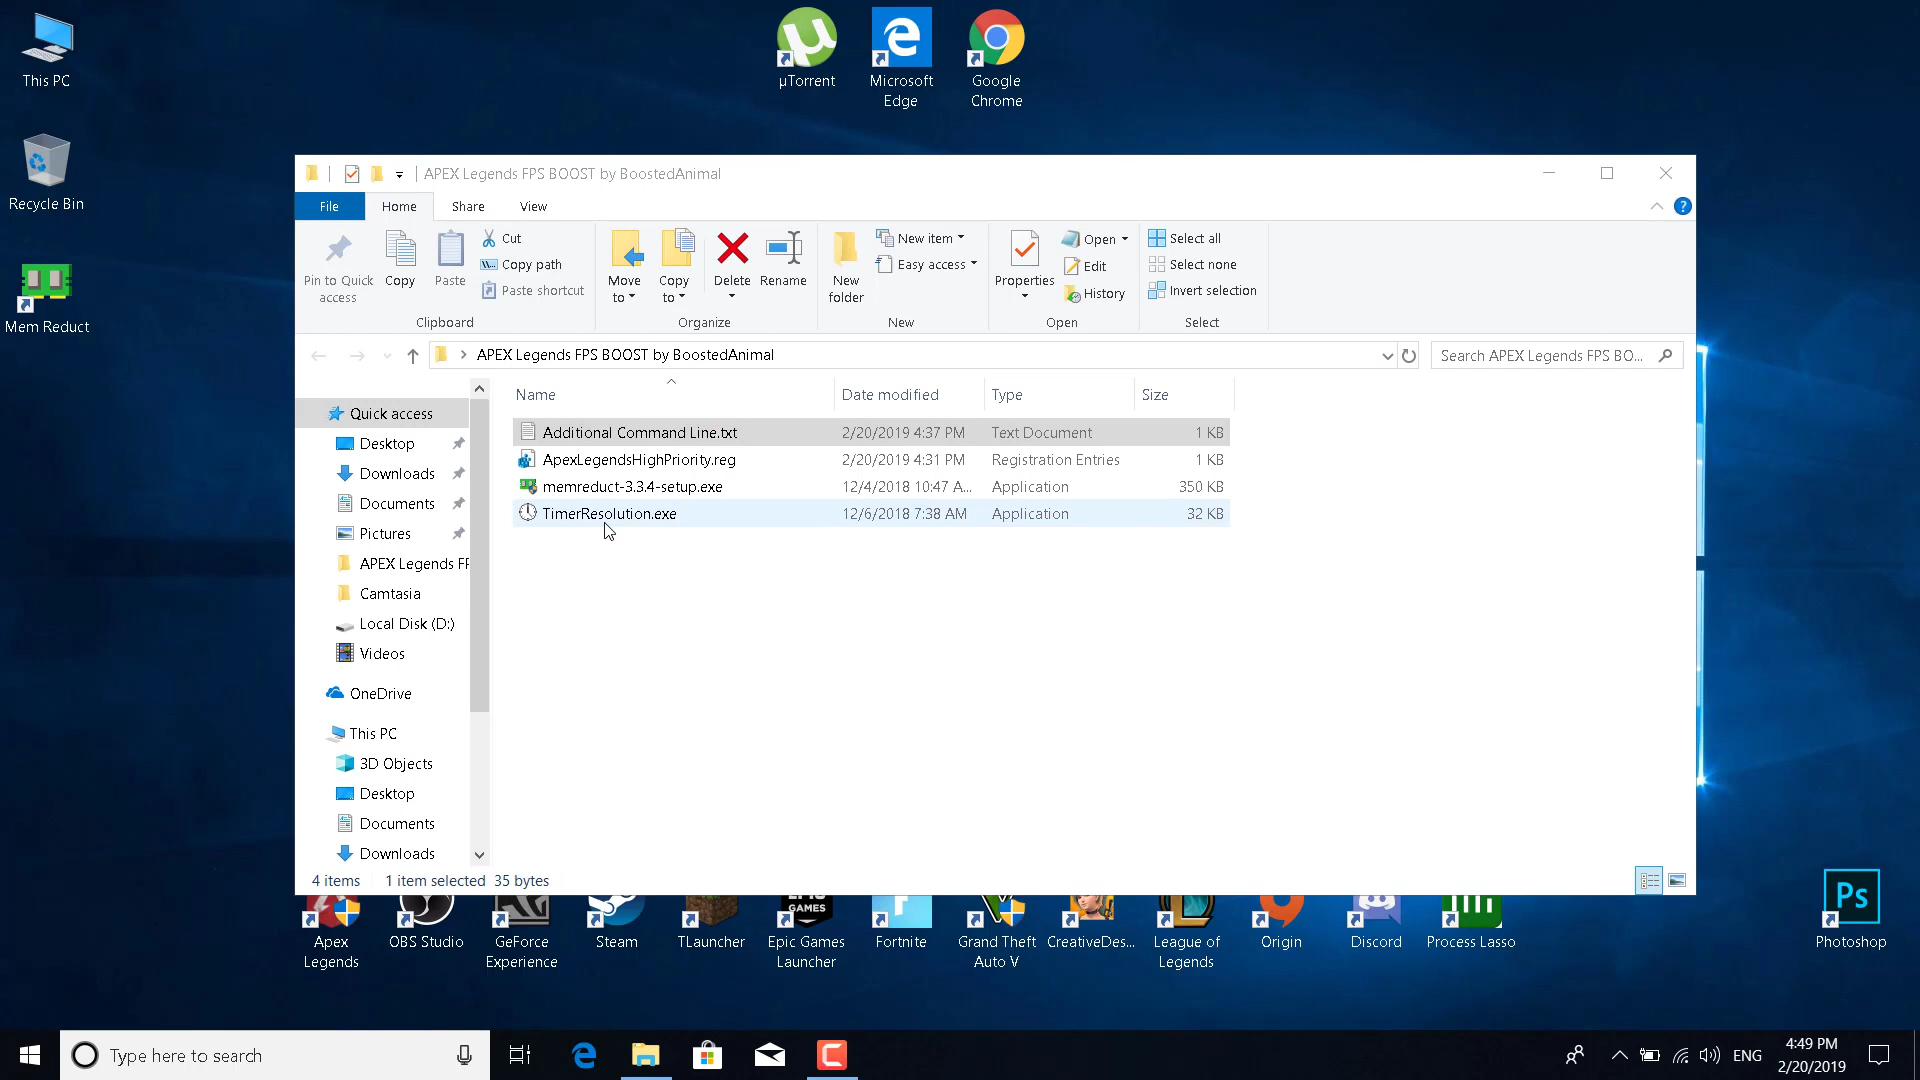 This PC
µTorrent
Microsoft
Edge
Google
Chrome
Recycle Bin
Mem Reduct
APEX Legends FPS BOOST by BoostedAnimal
File
Home
Share
View
?
Pin to Quick
access
Copy
Paste
Cut
Copy path
Paste shortcut
Clipboard
Move
to
Copy
to
Delete
Rename
Organize
New
folder
New item
Easy access
New
Properties
Open
Edit
History
Open
Select all
Select none
Invert selection
Select
APEX Legends FPS BOOST by BoostedAnimal
Search APEX Legends FPS BO...
Name
Date modified
Type
Size
Additional Command Line.txt 2/20/2019 4:37 PM Text Document 1 KB
ApexLegendsHighPriority.reg 2/20/2019 4:31 PM Registration Entries 1 KB
memreduct-3.3.4-setup.exe 12/4/2018 10:47 A... Application 350 KB
TimerResolution.exe 12/6/2018 7:38 AM Application 32 KB
Quick access
Desktop
Downloads
Documents
Pictures
APEX Legends FF
Camtasia
Local Disk (D:)
Videos
OneDrive
This PC
3D Objects
Desktop
Documents
Downloads
4 items 1 item selected 35 bytes
GAMES
Apex
Legends
OBS Studio
GeForce
Experience
Steam
TLauncher
Epic Games
Launcher
Fortnite
Grand Theft
Auto V
CreativeDes...
League of
Legends
Origin
Discord
Process Lasso
Ps
Photoshop
Type here to search
ENG
4:49 PM
2/20/2019